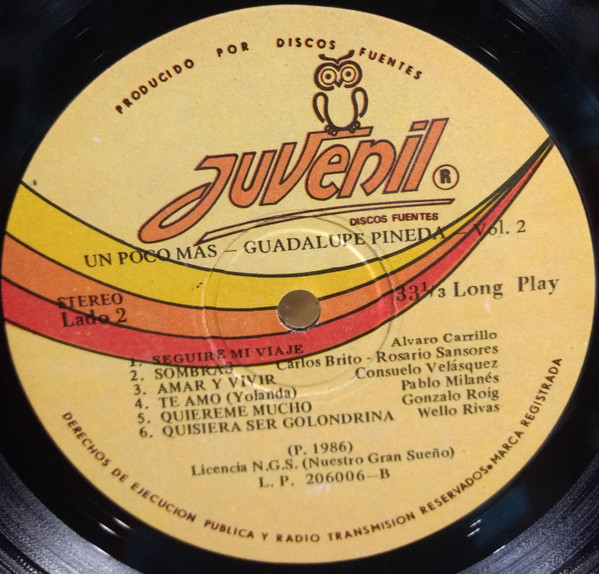 PRODUCIDO POR DISCOS FUENTES
Juvenil ®
DISCOS FUENTES
UN POCO MAS — GUADALUPE PINEDA — Vol. 2
STEREO
33 1/3 Long Play
Lado 2
1. SEGUIRE MI VIAJE Alvaro Carrillo
2. SOMBRAS Carlos Brito - Rosario Sansores
3. AMAR Y VIVIR Consuelo Velásquez
4. TE AMO (Yolanda) Pablo Milanés
5. QUIEREME MUCHO Gonzalo Roig
6. QUISIERA SER GOLONDRINA Wello Rivas
(P. 1986)
Licencia N.G.S. (Nuestro Gran Sueño)
L. P. 206006—B
DERECHOS DE EJECUCION PUBLICA Y RADIO TRANSMISION RESERVADOS • MARCA REGISTRADA